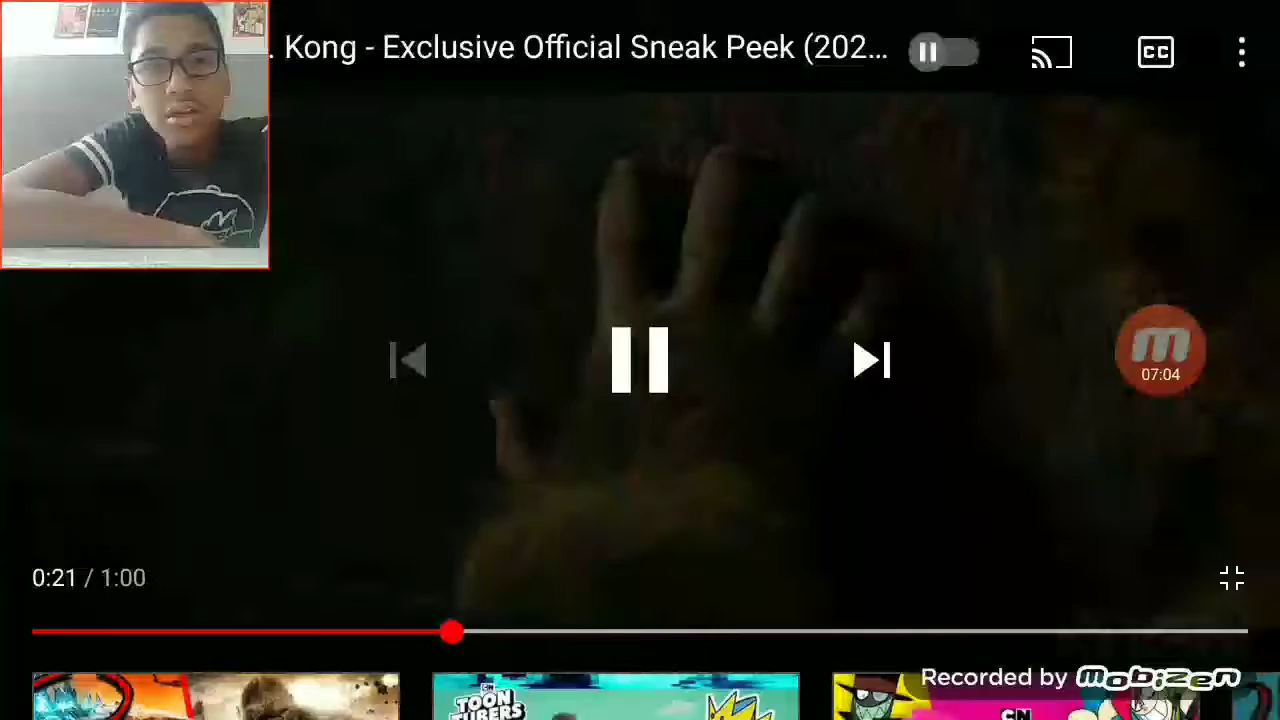 . Kong - Exclusive Official Sneak Peek (202...
CC
07:04
0:21 / 1:00
Recorded by mobizen
CN
TOON
TUBERS
CN